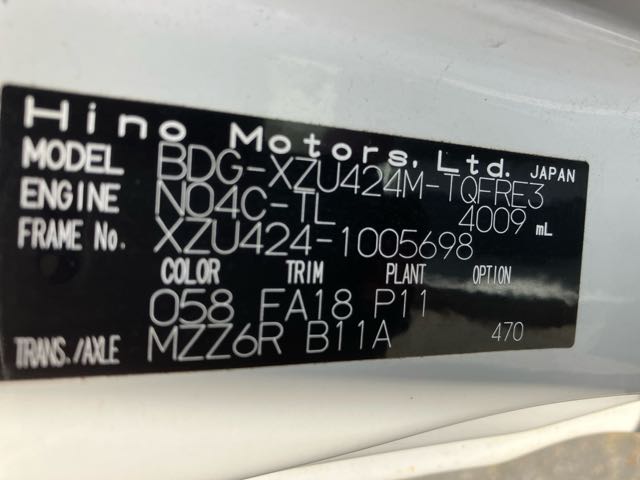 Hino Motors, Ltd. JAPAN
MODEL BDG-XZU424M-TQFRE3
ENGINE N04C-TL 4009 mL
FRAME No. XZU424-1005698
COLOR TRIM PLANT OPTION
058 FA18 P11
TRANS./AXLE MZZ6R B11A 470